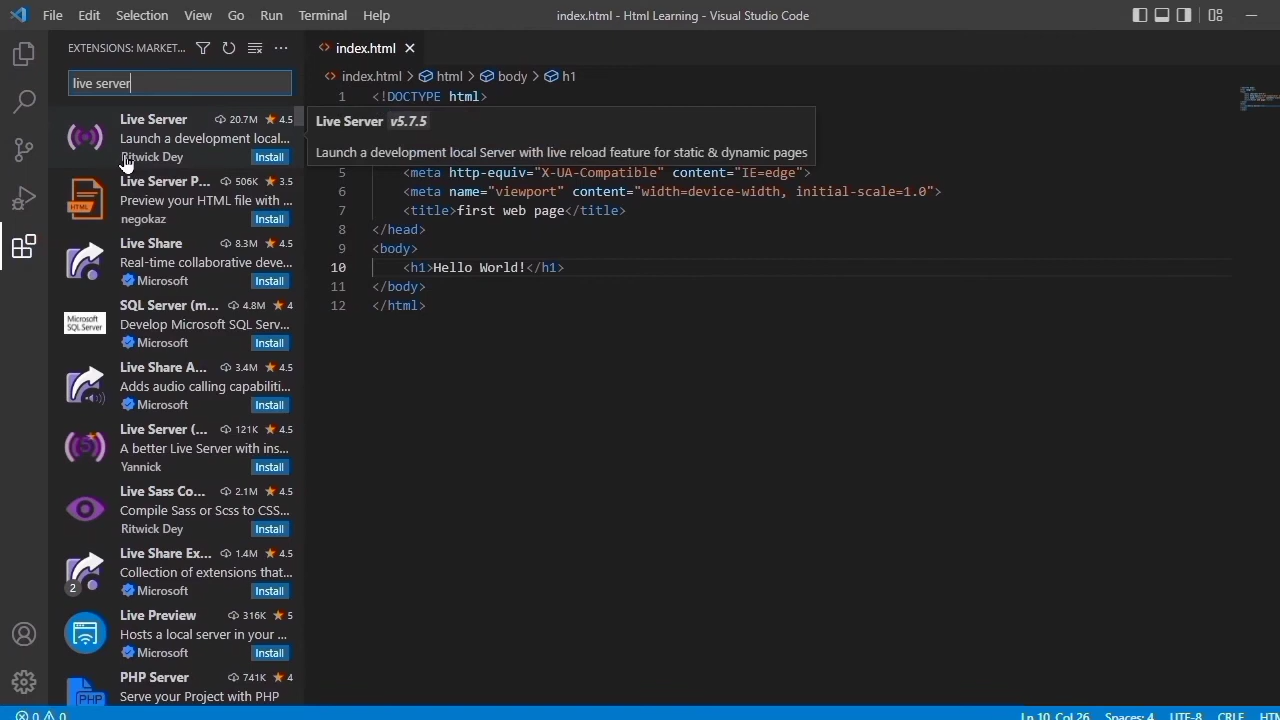 File Edit Selection View Go Run Terminal Help
index.html - Html Learning - Visual Studio Code
EXTENSIONS: MARKET...
live server
Live Server 20.7M 4.5
Launch a development local...
Ritwick Dey Install
Live Server P... 506K 3.5
Preview your HTML file with ...
negokaz Install
Live Share 8.3M 4.5
Real-time collaborative deve...
Microsoft Install
Microsoft
SQL Server
SQL Server (m... 4.8M 4
Develop Microsoft SQL Serv...
Microsoft Install
Live Share A... 3.4M 4.5
Adds audio calling capabiliti...
Microsoft Install
Live Server (... 121K 4.5
A better Live Server with ins...
Yannick Install
Live Sass Co... 2.1M 4.5
Compile Sass or Scss to CSS...
Ritwick Dey Install
Live Share Ex... 1.4M 4.5
Collection of extensions that...
2
Microsoft Install
Live Preview 316K 5
Hosts a local server in your ...
Microsoft Install
PHP Server 741K 4
Serve your Project with PHP
PHP
HTML
index.html
index.html > html > body > h1
1 <!DOCTYPE html>
Live Server v5.7.5
Launch a development local Server with live reload feature for static & dynamic pages
5 <meta http-equiv="X-UA-Compatible" content="IE=edge">
6 <meta name="viewport" content="width=device-width, initial-scale=1.0">
7 <title>first web page</title>
8 </head>
9 <body>
10 <h1>Hello World!</h1>
11 </body>
12 </html>
0 0 Ln 10, Col 26 Spaces: 4 UTF-8 CRLF